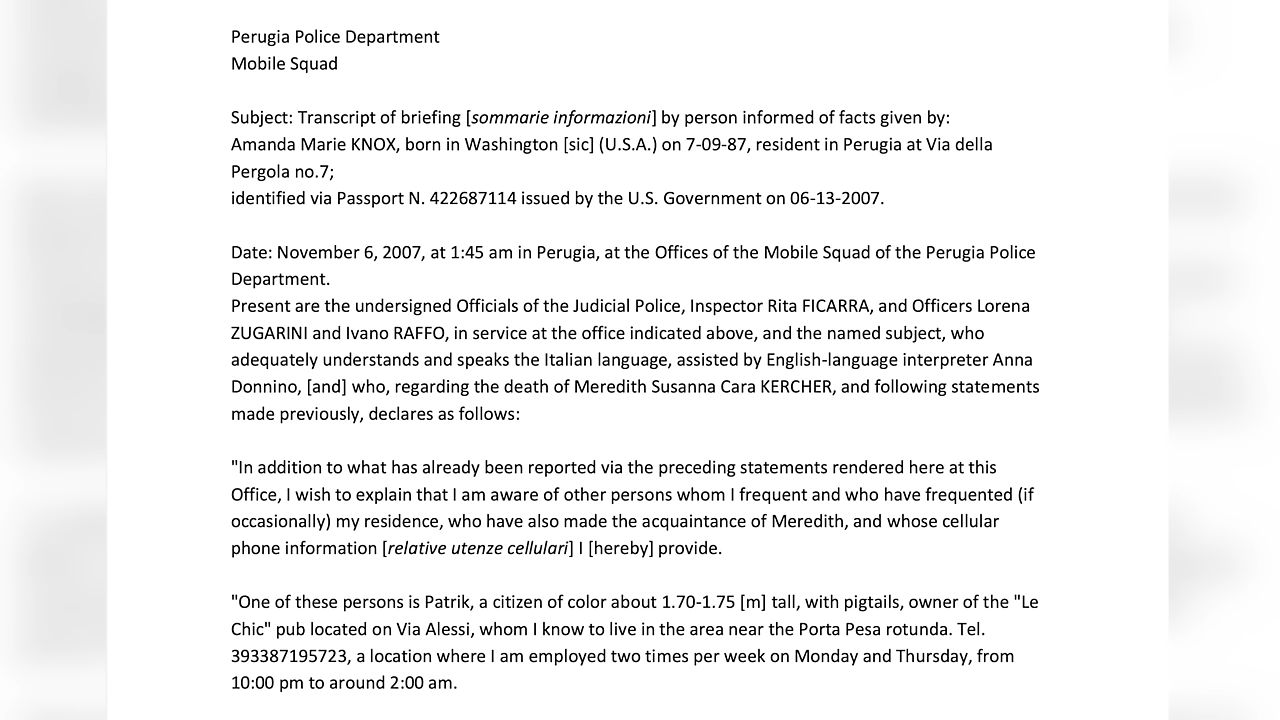 Perugia Police Department
Mobile Squad
Subject: Transcript of briefing [sommarie informazioni] by person informed of facts given by:
Amanda Marie KNOX, born in Washington [sic] (U.S.A.) on 7-09-87, resident in Perugia at Via della
Pergola no.7;
identified via Passport N. 422687114 issued by the U.S. Government on 06-13-2007.
Date: November 6, 2007, at 1:45 am in Perugia, at the Offices of the Mobile Squad of the Perugia Police
Department.
Present are the undersigned Officials of the Judicial Police, Inspector Rita FICARRA, and Officers Lorena
ZUGARINI and Ivano RAFFO, in service at the office indicated above, and the named subject, who
adequately understands and speaks the Italian language, assisted by English-language interpreter Anna
Donnino, [and] who, regarding the death of Meredith Susanna Cara KERCHER, and following statements
made previously, declares as follows:
"In addition to what has already been reported via the preceding statements rendered here at this
Office, I wish to explain that I am aware of other persons whom I frequent and who have frequented (if
occasionally) my residence, who have also made the acquaintance of Meredith, and whose cellular
phone information [relative utenze cellulari] I [hereby] provide.
"One of these persons is Patrik, a citizen of color about 1.70-1.75 [m] tall, with pigtails, owner of the "Le
Chic" pub located on Via Alessi, whom I know to live in the area near the Porta Pesa rotunda. Tel.
393387195723, a location where I am employed two times per week on Monday and Thursday, from
10:00 pm to around 2:00 am.